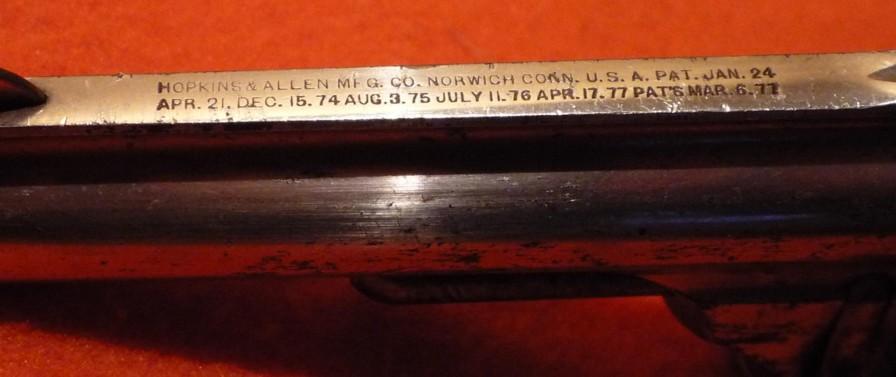 HOPKINS & ALLEN MFG. CO. NORWICH CONN. U. S. A. PAT. JAN. 24
APR. 21. DEC. 15. 74 AUG. 3. 75 JULY 11-76 APR. 17. 77 PAT'S MAR. 6. 77